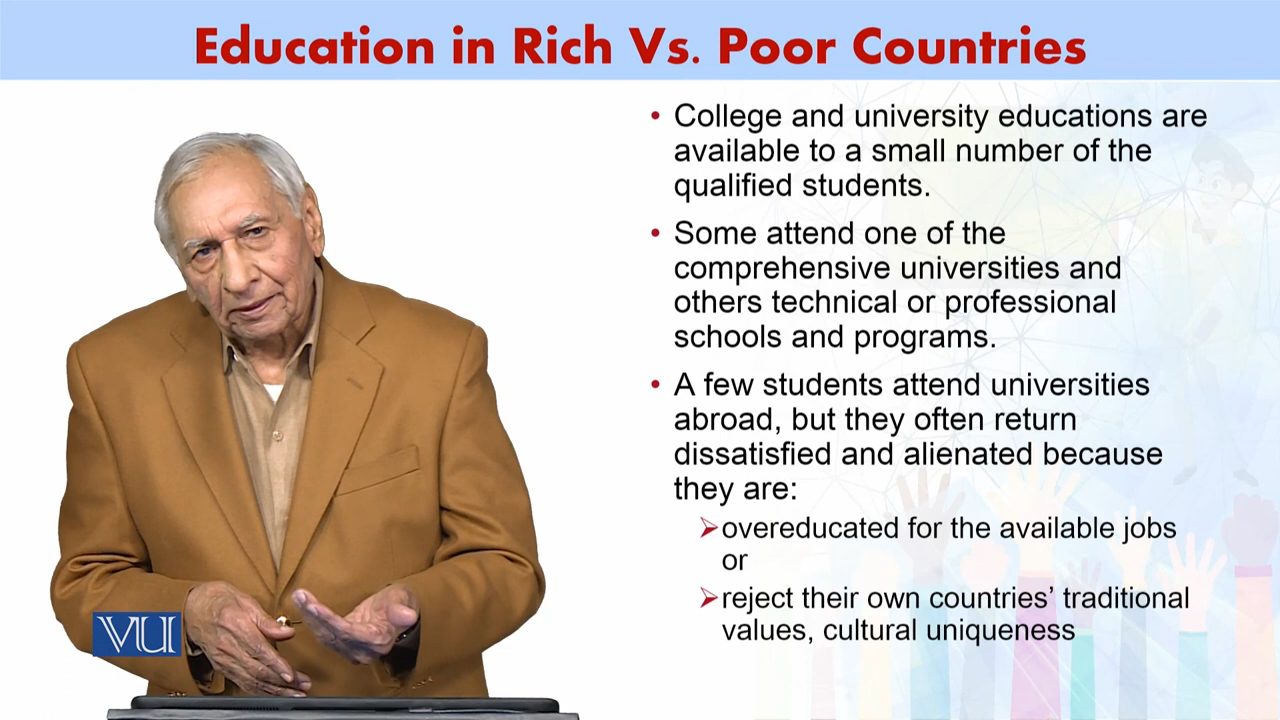 Education in Rich Vs. Poor Countries
• College and university educations are
available to a small number of the
qualified students.
• Some attend one of the
comprehensive universities and
others technical or professional
schools and programs.
• A few students attend universities
abroad, but they often return
dissatisfied and alienated because
they are:
➢overeducated for the available jobs
or
➢reject their own countries’ traditional
values, cultural uniqueness
VU